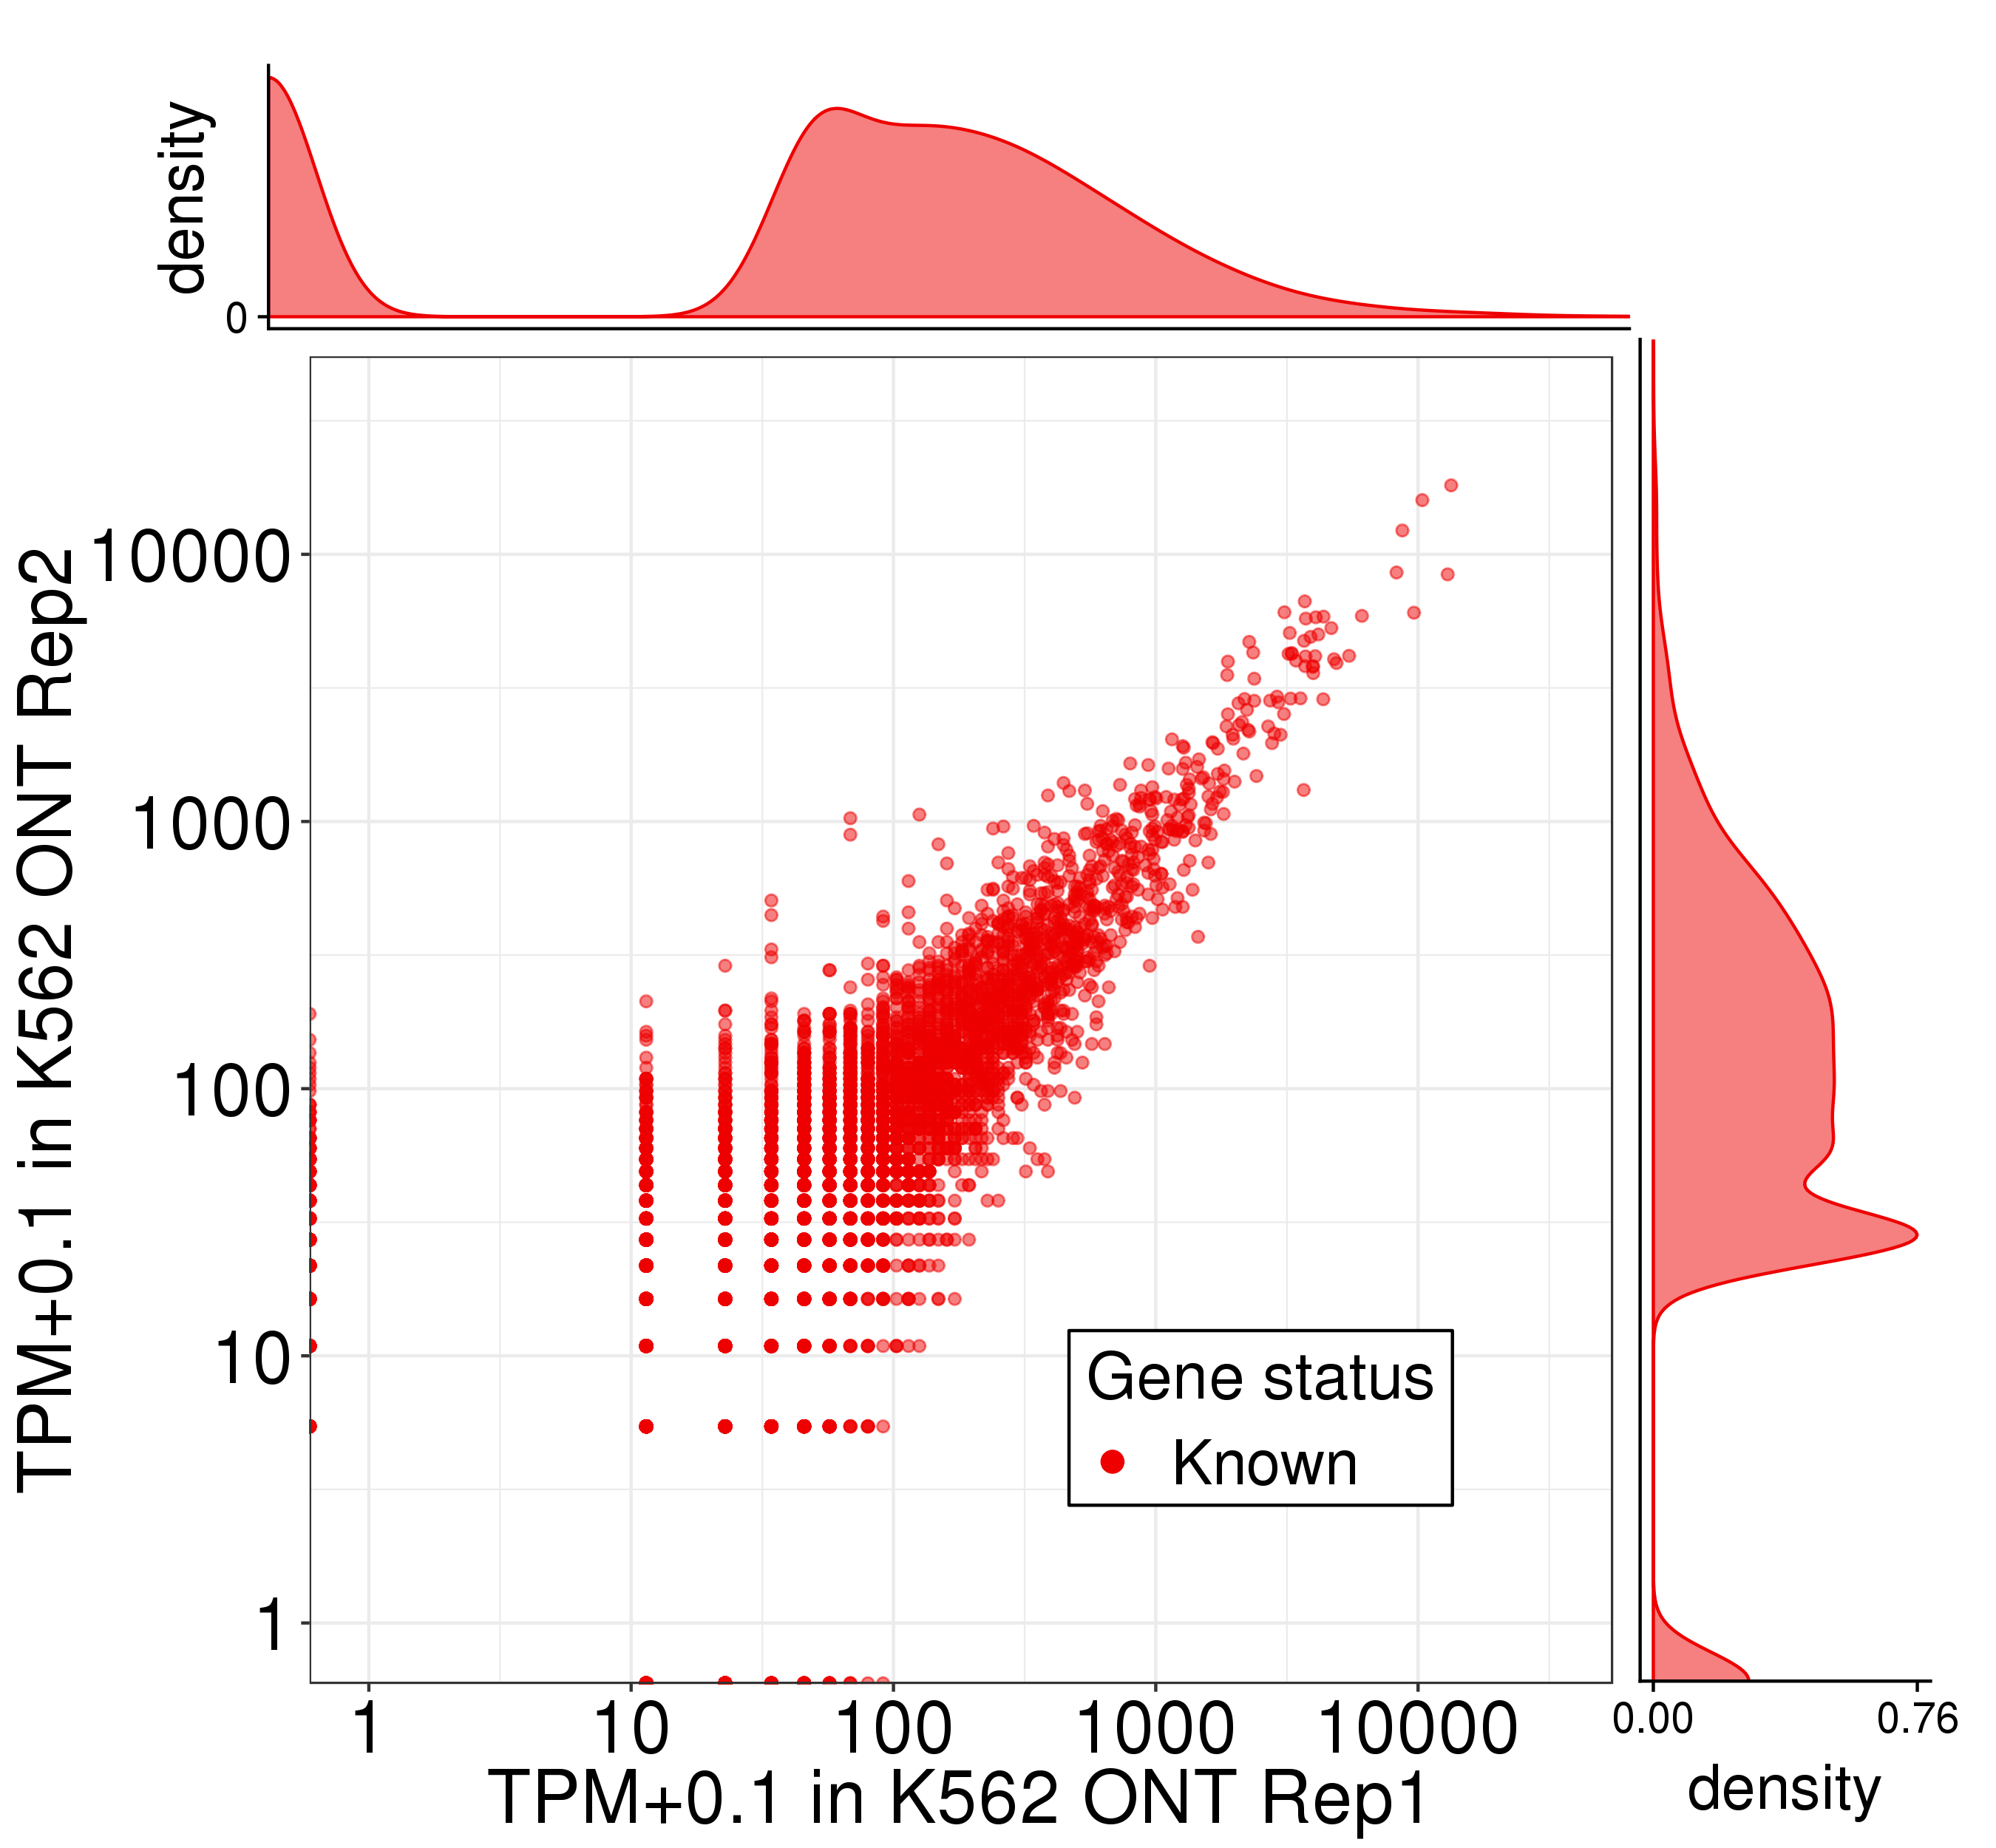 density
0
TPM+0.1 in K562 ONT Rep2
10000
1000
100
10
1
Gene status
Known
1
10
100
1000
10000
TPM+0.1 in K562 ONT Rep1
0.00
0.76
density